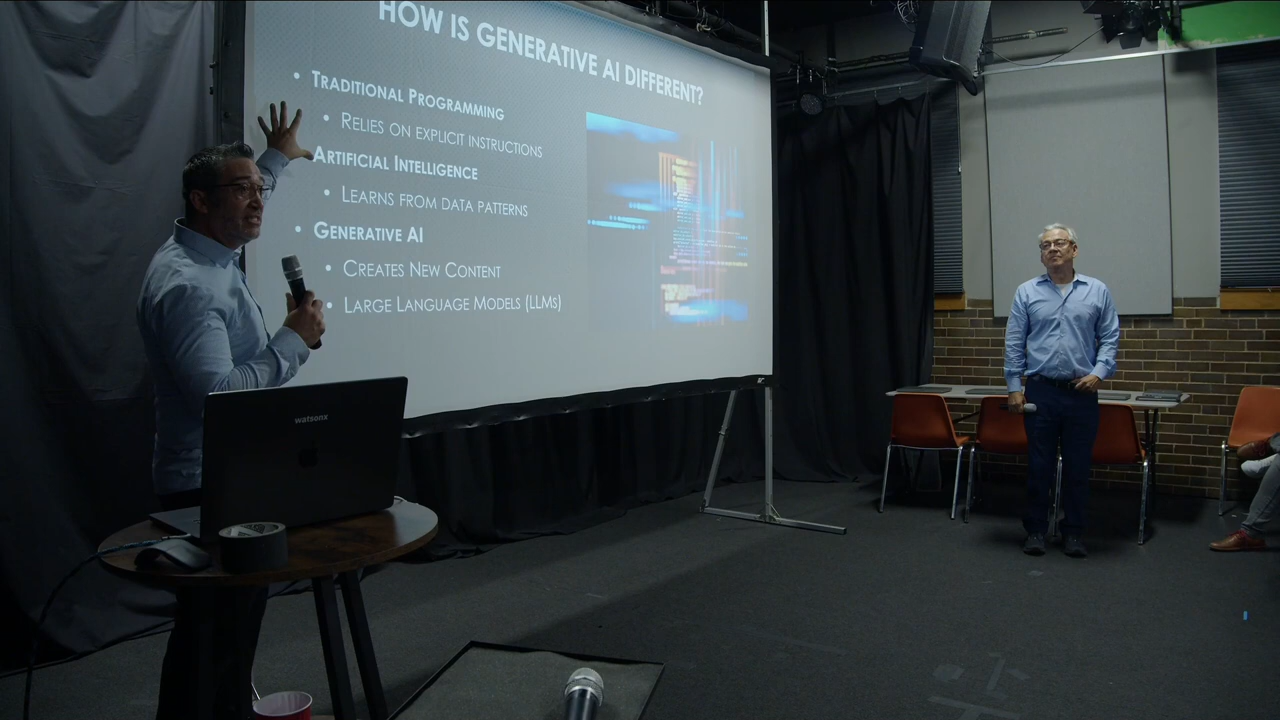 HOW IS GENERATIVE AI DIFFERENT?
• TRADITIONAL PROGRAMMING
• RELIES ON EXPLICIT INSTRUCTIONS
ARTIFICIAL INTELLIGENCE
• LEARNS FROM DATA PATTERNS
• GENERATIVE AI
• CREATES NEW CONTENT
• LARGE LANGUAGE MODELS (LLMS)
watsonx